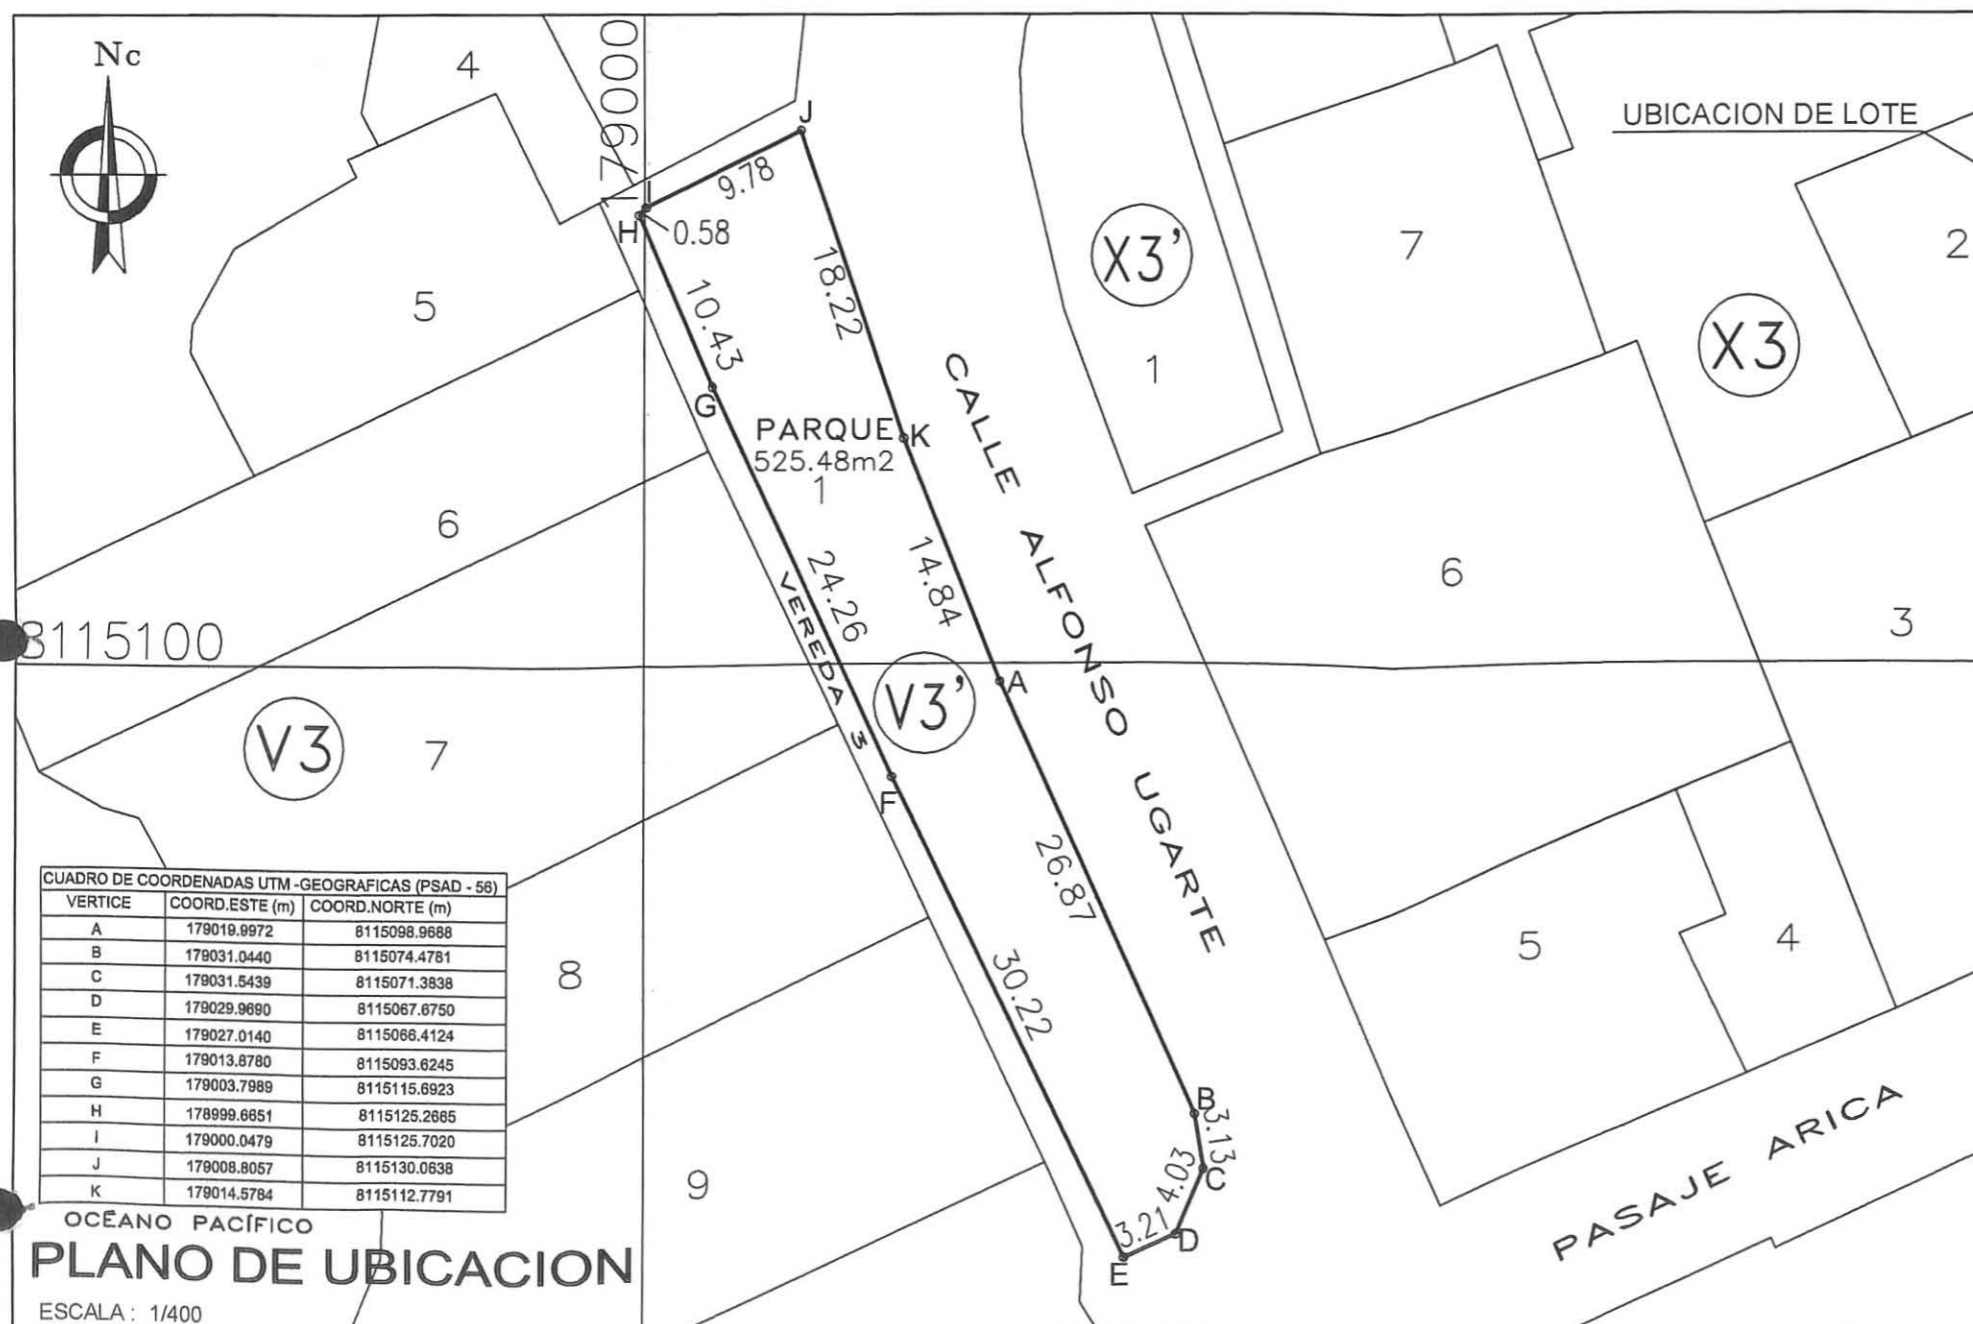 Nc
4
179000
J
UBICACION DE LOTE
I
9.78
H
0.58
X3'
7
2
18.22
5
10.43
X3
1
G
PARQUE
K
525.48m2
1
CALLE ALFONSO UGARTE
6
14.84
24.26
VEREDA 3
6
3
8115100
A
V3'
V3
7
F
26.87
CUADRO DE COORDENADAS UTM -GEOGRAFICAS (PSAD - 56)
VERTICE COORD.ESTE (m) COORD.NORTE (m)
A 179019.9972 8115098.9688
B 179031.0440 8115074.4781
C 179031.5439 8115071.3838
D 179029.9690 8115067.6750
E 179027.0140 8115066.4124
F 179013.8780 8115093.6245
G 179003.7989 8115115.6923
H 178999.6651 8115125.2665
I 179000.0479 8115125.7020
J 179008.8057 8115130.0638
K 179014.5784 8115112.7791
8
5
4
30.22
B
3.13
PASAJE ARICA
9
4.03
C
3.21
D
E
OCÉANO PACÍFICO
PLANO DE UBICACION
ESCALA : 1/400